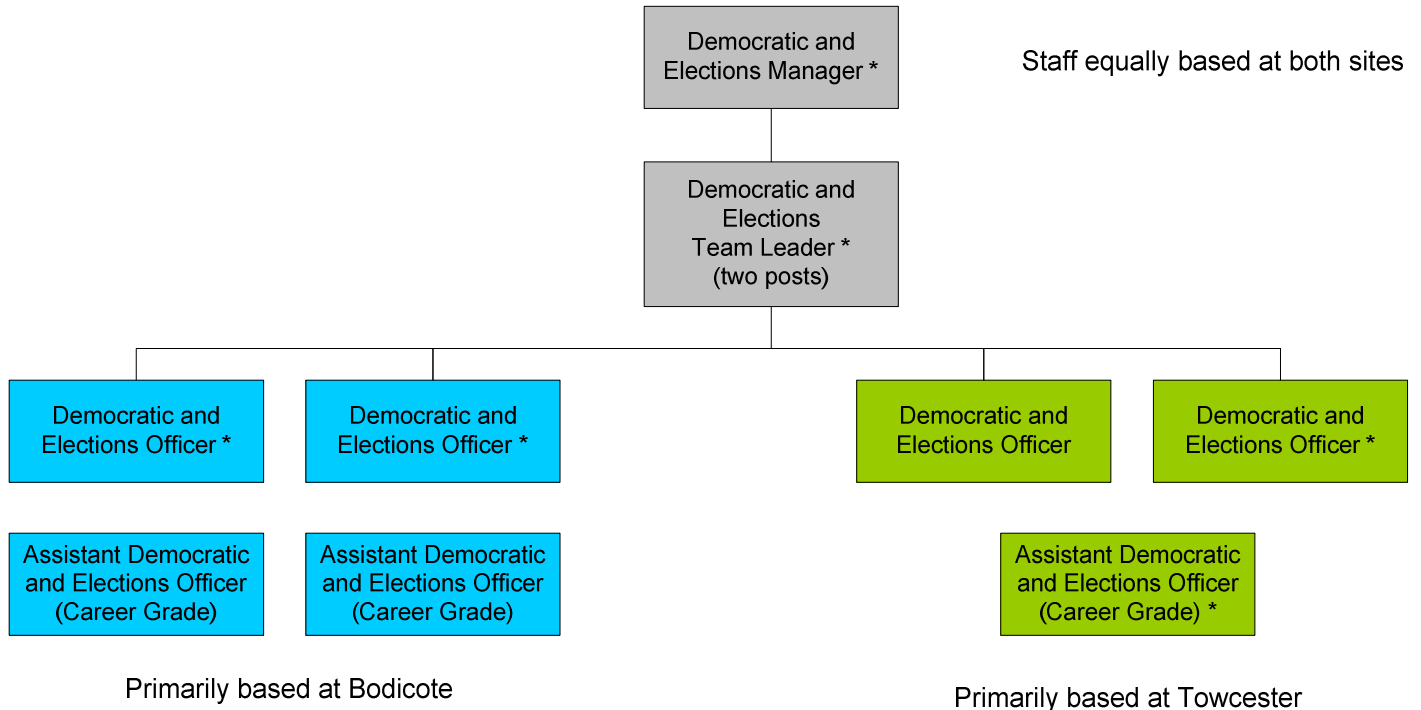 Democratic and
Elections Manager *
Staff equally based at both sites
Democratic and
Elections
Team Leader *
(two posts)
Democratic and
Elections Officer *
Democratic and
Elections Officer *
Democratic and
Elections Officer
Democratic and
Elections Officer *
Assistant Democratic
and Elections Officer
(Career Grade)
Assistant Democratic
and Elections Officer
(Career Grade)
Assistant Democratic
and Elections Officer
(Career Grade) *
Primarily based at Bodicote
Primarily based at Towcester